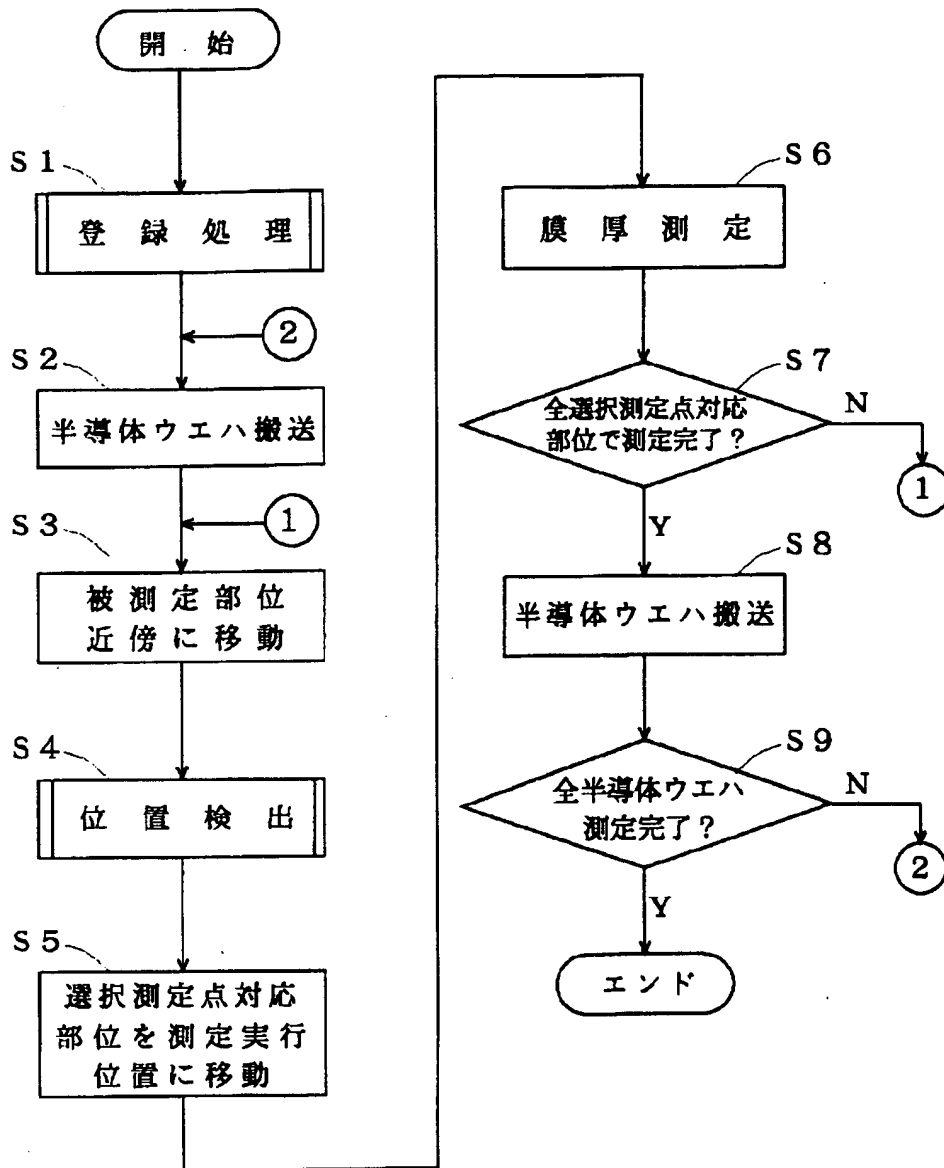 開始
S1
登録処理
2
S2
半導体ウエハ搬送
1
S3
被測定部位
近傍に移動
S4
位置検出
S5
選択測定点対応
部位を測定実行
位置に移動
S6
膜厚測定
S7
全選択測定点対応
部位で測定完了？
N
1
Y
S8
半導体ウエハ搬送
S9
全半導体ウエハ
測定完了？
N
2
Y
エンド